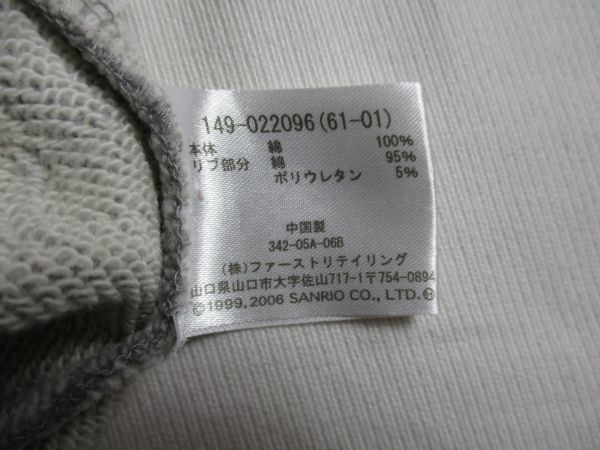 149-022096(61-01)
本体 綿 100%
リブ部分 綿 95%
ポリウレタン 5%
中国製
342-05A-06B
(株)ファーストリテイリング
山口県山口市大字佐山717-1〒754-0894
©1999,2006 SANRIO CO., LTD.Ⓗ